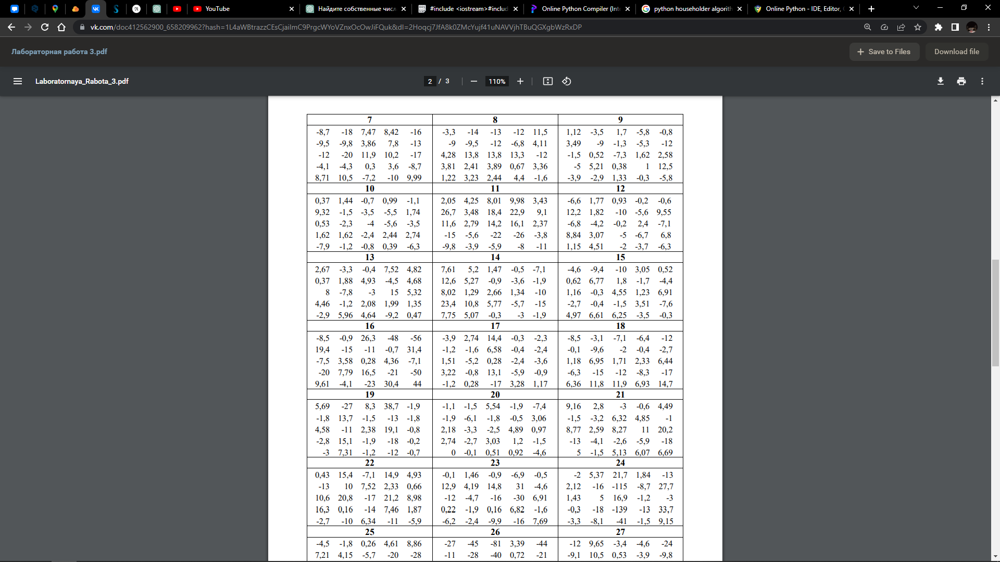 YouTube
Найдите собственные числ
#include <iostream>#includ
Online Python Compiler (Int
python householder algorith
Online Python - IDE, Editor,
vk.com/doc412562900_658209962?hash=1L4aWBtrazzCEsCjaiImC9PrgcWYoVZnxOcOwJiFQuk&dl=2Hoqcj7JfA8k0ZMcYujf41uNAVVjhTBuQGXgbWzRxDP
Лабораторная работа 3.pdf
Save to Files
Download file
Laboratornaya_Rabota_3.pdf
2 / 3
110%
7 8 9
-8,7 -18 7,47 8,42 -16 -3,3 -14 -13 -12 11,5 1,12 -3,5 1,7 -5,8 -0,8
-9,5 -9,8 3,86 7,8 -13 -9 -9,5 -12 -6,8 4,11 3,49 -9 -1,3 -5,3 -12
-12 -20 11,9 10,2 -17 4,28 13,8 13,8 13,3 -12 -1,5 0,52 -7,3 1,62 2,58
-4,1 -4,3 0,3 3,6 -8,7 3,81 2,41 3,89 0,67 3,36 -5 5,21 0,38 1 12,5
8,71 10,5 -7,2 -10 9,99 1,22 3,23 2,44 4,4 -1,6 -3,9 -2,9 1,33 -0,3 -5,8
10 11 12
0,37 1,44 -0,7 0,99 -1,1 2,05 4,25 8,01 9,98 3,43 -6,6 1,77 0,93 -0,2 -0,6
9,32 -1,5 -3,5 -5,5 1,74 26,7 3,48 18,4 22,9 9,1 12,2 1,82 -10 -5,6 9,55
0,53 -2,3 -4 -5,6 -3,5 11,6 2,79 14,2 16,1 2,37 -6,8 -4,2 -0,2 2,4 -7,1
1,62 1,62 -2,4 2,44 2,74 -15 -5,6 -22 -26 -3,8 8,84 3,07 -5 -6,7 6,8
-7,9 -1,2 -0,8 0,39 -6,3 -9,8 -3,9 -5,9 -8 -11 1,15 4,51 -2 -3,7 -6,3
13 14 15
2,67 -3,3 -0,4 7,52 4,82 7,61 5,2 1,47 -0,5 -7,1 -4,6 -9,4 -10 3,05 0,52
0,37 1,88 4,93 -4,5 4,68 12,6 5,27 -0,9 -3,6 -1,9 0,62 6,77 1,8 -1,7 -4,4
8 -7,8 -3 15 5,32 8,02 1,29 2,66 1,34 -10 1,16 -0,3 4,55 1,23 6,91
4,46 -1,2 2,08 1,99 1,35 23,4 10,8 5,77 -5,7 -15 -2,7 -0,4 -1,5 3,51 -7,6
-2,9 5,96 4,64 -9,2 0,47 7,75 5,07 -0,3 -3 -1,9 4,97 6,61 6,25 -3,5 -0,3
16 17 18
-8,5 -0,9 26,3 -48 -56 -3,9 2,74 14,4 -0,3 -2,3 -8,5 -3,1 -7,1 -6,4 -12
19,4 -15 -11 -0,7 31,4 -1,2 -1,6 6,58 -0,4 -2,4 -0,1 -9,6 -2 -0,4 -2,7
-7,5 3,58 0,28 4,36 -7,1 1,51 -5,2 0,28 -2,4 -3,6 1,18 6,95 1,71 2,33 6,44
-20 7,79 16,5 -21 -50 3,22 -0,8 13,1 -5,9 -0,9 -6,3 -15 -12 -8,3 -17
9,61 -4,1 -23 30,4 44 -1,2 0,28 -17 3,28 1,17 6,36 11,8 11,9 6,93 14,7
19 20 21
5,69 -27 8,3 38,7 -1,9 -1,1 -1,5 5,54 -1,9 -7,4 9,16 2,8 -3 -0,6 4,49
-1,8 13,7 -1,5 -13 -1,8 -1,9 -6,1 -1,8 -0,5 3,06 -1,5 -3,2 6,32 4,85 -1
4,58 -11 2,38 19,1 -0,8 2,18 -3,3 -2,5 4,89 0,97 8,77 2,59 8,27 11 20,2
-2,8 15,1 -1,9 -18 -0,2 2,74 -2,7 3,03 1,2 -1,5 -13 -4,1 -2,6 -5,9 -18
-3 7,31 -1,2 -12 -0,7 0 -0,1 0,51 0,92 -4,6 5 -1,5 5,13 6,07 6,69
22 23 24
0,43 15,4 -7,1 14,9 4,93 -0,1 1,46 -0,9 -6,9 -0,5 -2 5,37 21,7 1,84 -13
-13 10 7,52 2,33 0,66 12,9 4,19 14,8 31 -4,6 2,12 -16 -115 -8,7 27,7
10,6 20,8 -17 21,2 8,98 -12 -4,7 -16 -30 6,91 1,43 5 16,9 -1,2 -3
16,3 0,16 -14 7,46 1,87 0,22 -1,9 0,16 6,82 -1,6 -0,3 -18 -139 -13 33,7
-2,7 -10 6,34 -11 -5,9 -6,2 -2,4 -9,9 -16 7,69 -3,3 -8,1 -41 -1,5 9,15
25 26 27
-4,5 -1,8 0,26 4,61 8,86 -27 -45 -81 3,39 -44 -12 9,65 -3,4 -4,6 -24
7,21 4,15 -5,7 -20 -28 -11 -28 -40 0,72 -21 -9,1 10,5 0,53 -3,9 -9,8